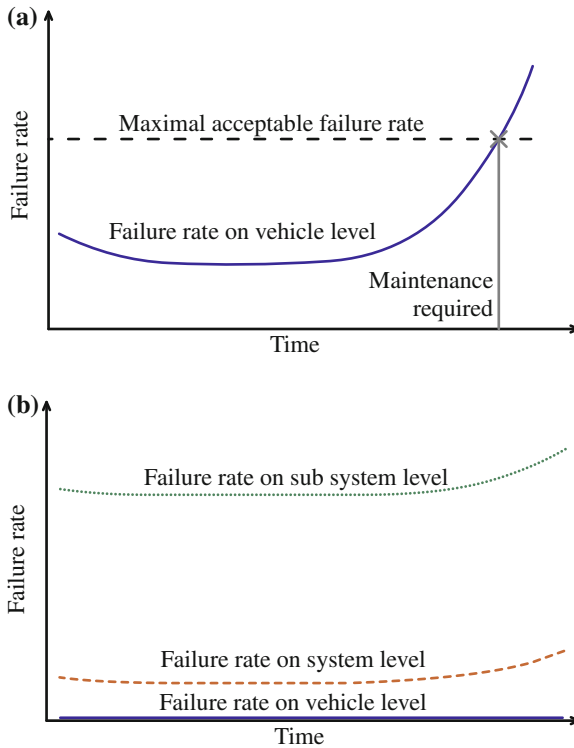 (a)
Failure rate
Maximal acceptable failure rate
Failure rate on vehicle level
Maintenance
required
Time
(b)
Failure rate
Failure rate on sub system level
Failure rate on system level
Failure rate on vehicle level
Time